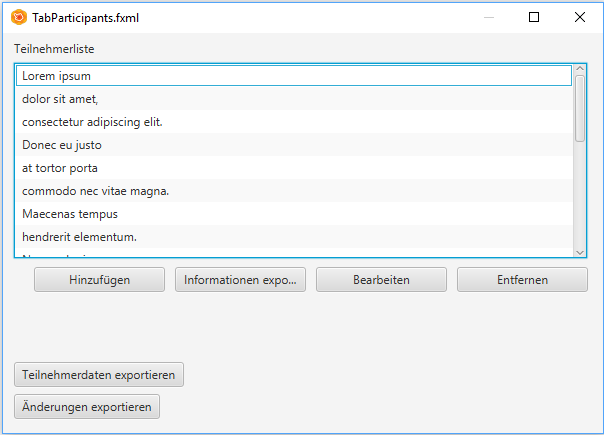 TabParticipants.fxml
Teilnehmerliste
Lorem ipsum
dolor sit amet,
consectetur adipiscing elit.
Donec eu justo
at tortor porta
commodo nec vitae magna.
Maecenas tempus
hendrerit elementum.
Hinzufügen
Informationen expo...
Bearbeiten
Entfernen
Teilnehmerdaten exportieren
Änderungen exportieren